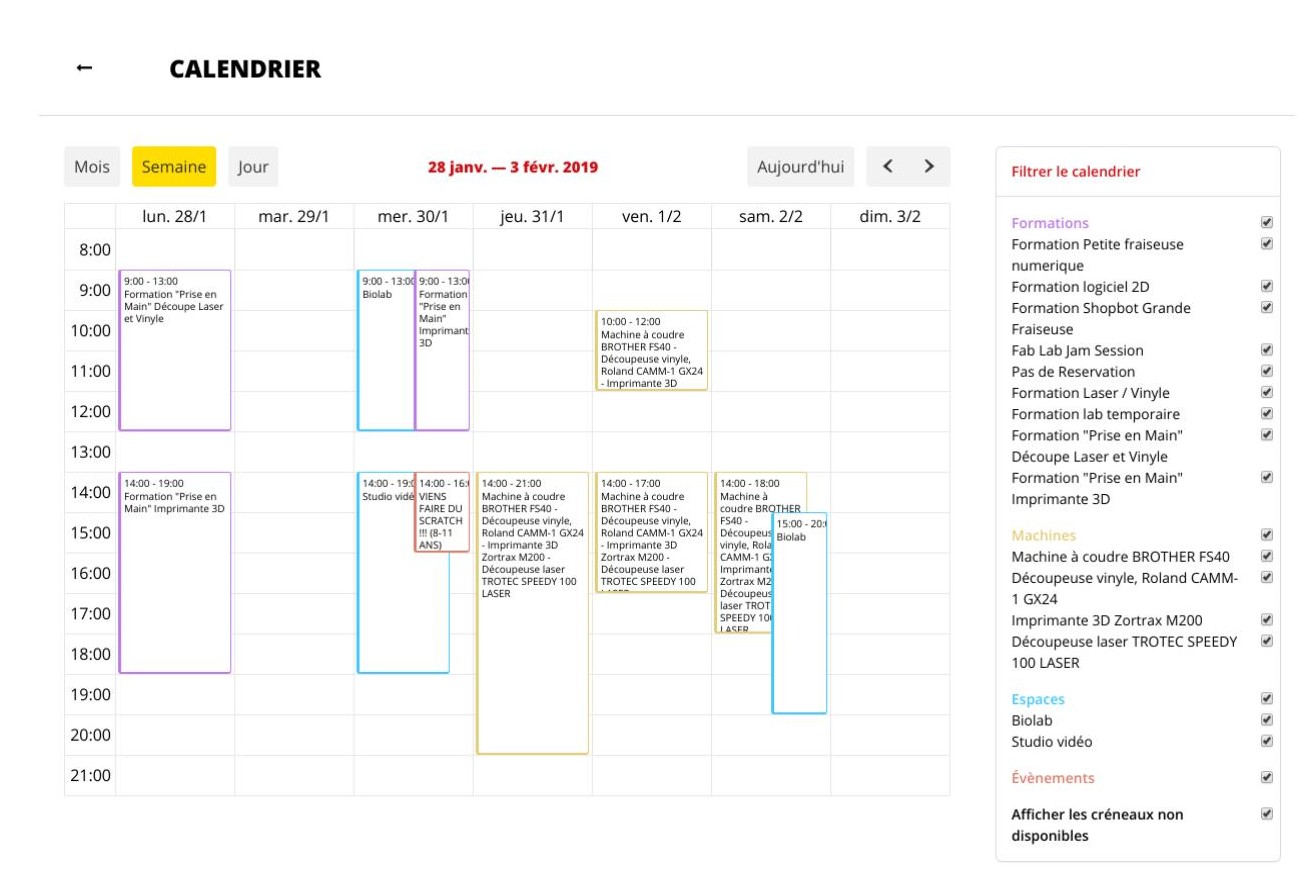 ←
CALENDRIER
Mois
Semaine
Jour
28 janv. — 3 févr. 2019
Aujourd'hui
lun. 28/1
mar. 29/1
mer. 30/1
jeu. 31/1
ven. 1/2
sam. 2/2
dim. 3/2
8:00
9:00
10:00
11:00
12:00
13:00
14:00
15:00
16:00
17:00
18:00
19:00
20:00
21:00
9:00 - 13:00
Formation "Prise en
Main" Découpe Laser
et Vinyle
14:00 - 19:00
Formation "Prise en
Main" Imprimante 3D
9:00 - 13:00
Biolab
9:00 - 13:0
Formation
"Prise en
Main"
Imprimant
3D
14:00 - 19:0
Studio vidé
14:00 - 16:
VIENS
FAIRE DU
SCRATCH
!!! (8-11
ANS)
14:00 - 21:00
Machine à coudre
BROTHER FS40 -
Découpeuse vinyle,
Roland CAMM-1 GX24
- Imprimante 3D
Zortrax M200 -
Découpeuse laser
TROTEC SPEEDY 100
LASER
10:00 - 12:00
Machine à coudre
BROTHER FS40 -
Découpeuse vinyle,
Roland CAMM-1 GX24
- Imprimante 3D
14:00 - 17:00
Machine à coudre
BROTHER FS40 -
Découpeuse vinyle,
Roland CAMM-1 GX24
- Imprimante 3D
Zortrax M200 -
Découpeuse laser
TROTEC SPEEDY 100
14:00 - 18:00
Machine à
coudre BROTHER
FS40 -
Découpeus
vinyle, Rola
CAMM-1 G
Imprimant
Zortrax M2
Découpeus
laser TROT
SPEEDY 10
LASER
15:00 - 20:
Biolab
Filtrer le calendrier
Formations
Formation Petite fraiseuse
numerique
Formation logiciel 2D
Formation Shopbot Grande
Fraiseuse
Fab Lab Jam Session
Pas de Reservation
Formation Laser / Vinyle
Formation lab temporaire
Formation "Prise en Main"
Découpe Laser et Vinyle
Formation "Prise en Main"
Imprimante 3D
Machines
Machine à coudre BROTHER FS40
Découpeuse vinyle, Roland CAMM-
1 GX24
Imprimante 3D Zortrax M200
Découpeuse laser TROTEC SPEEDY
100 LASER
Espaces
Biolab
Studio vidéo
Évènements
Afficher les créneaux non
disponibles